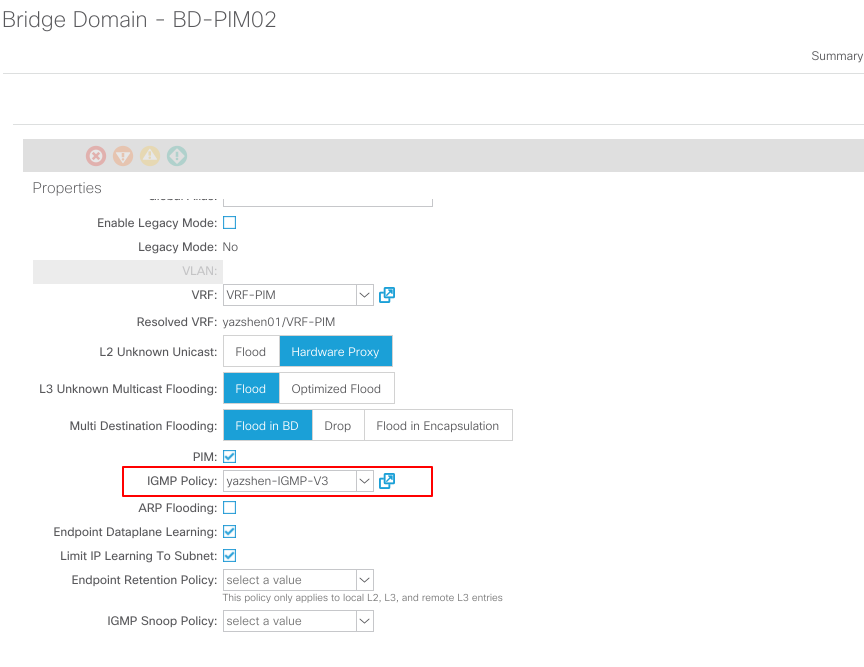 Bridge Domain - BD-PIM02
Summary
Properties
Global Alias:
Enable Legacy Mode:
Legacy Mode: No
VLAN:
VRF: VRF-PIM
Resolved VRF: yazshen01/VRF-PIM
L2 Unknown Unicast: Flood Hardware Proxy
L3 Unknown Multicast Flooding: Flood Optimized Flood
Multi Destination Flooding: Flood in BD Drop Flood in Encapsulation
PIM:
IGMP Policy: yazshen-IGMP-V3
ARP Flooding:
Endpoint Dataplane Learning:
Limit IP Learning To Subnet:
Endpoint Retention Policy: select a value
This policy only applies to local L2, L3, and remote L3 entries
IGMP Snoop Policy: select a value